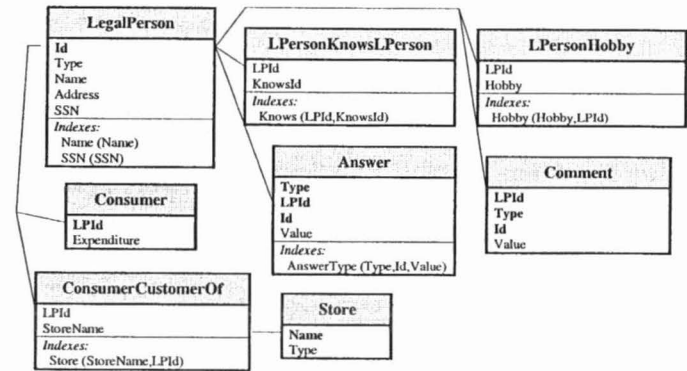 LegalPerson
Id
Type
Name
Address
SSN
Indexes:
Name (Name)
SSN (SSN)
LPersonKnowsLPerson
LPId
KnowsId
Indexes:
Knows (LPId,KnowsId)
LPersonHobby
LPId
Hobby
Indexes:
Hobby (Hobby,LPId)
Consumer
LPId
Expenditure
Answer
Type
LPId
Id
Value
Indexes:
AnswerType (Type,Id,Value)
Comment
LPId
Type
Id
Value
ConsumerCustomerOf
LPId
StoreName
Indexes:
Store (StoreName,LPId)
Store
Name
Type